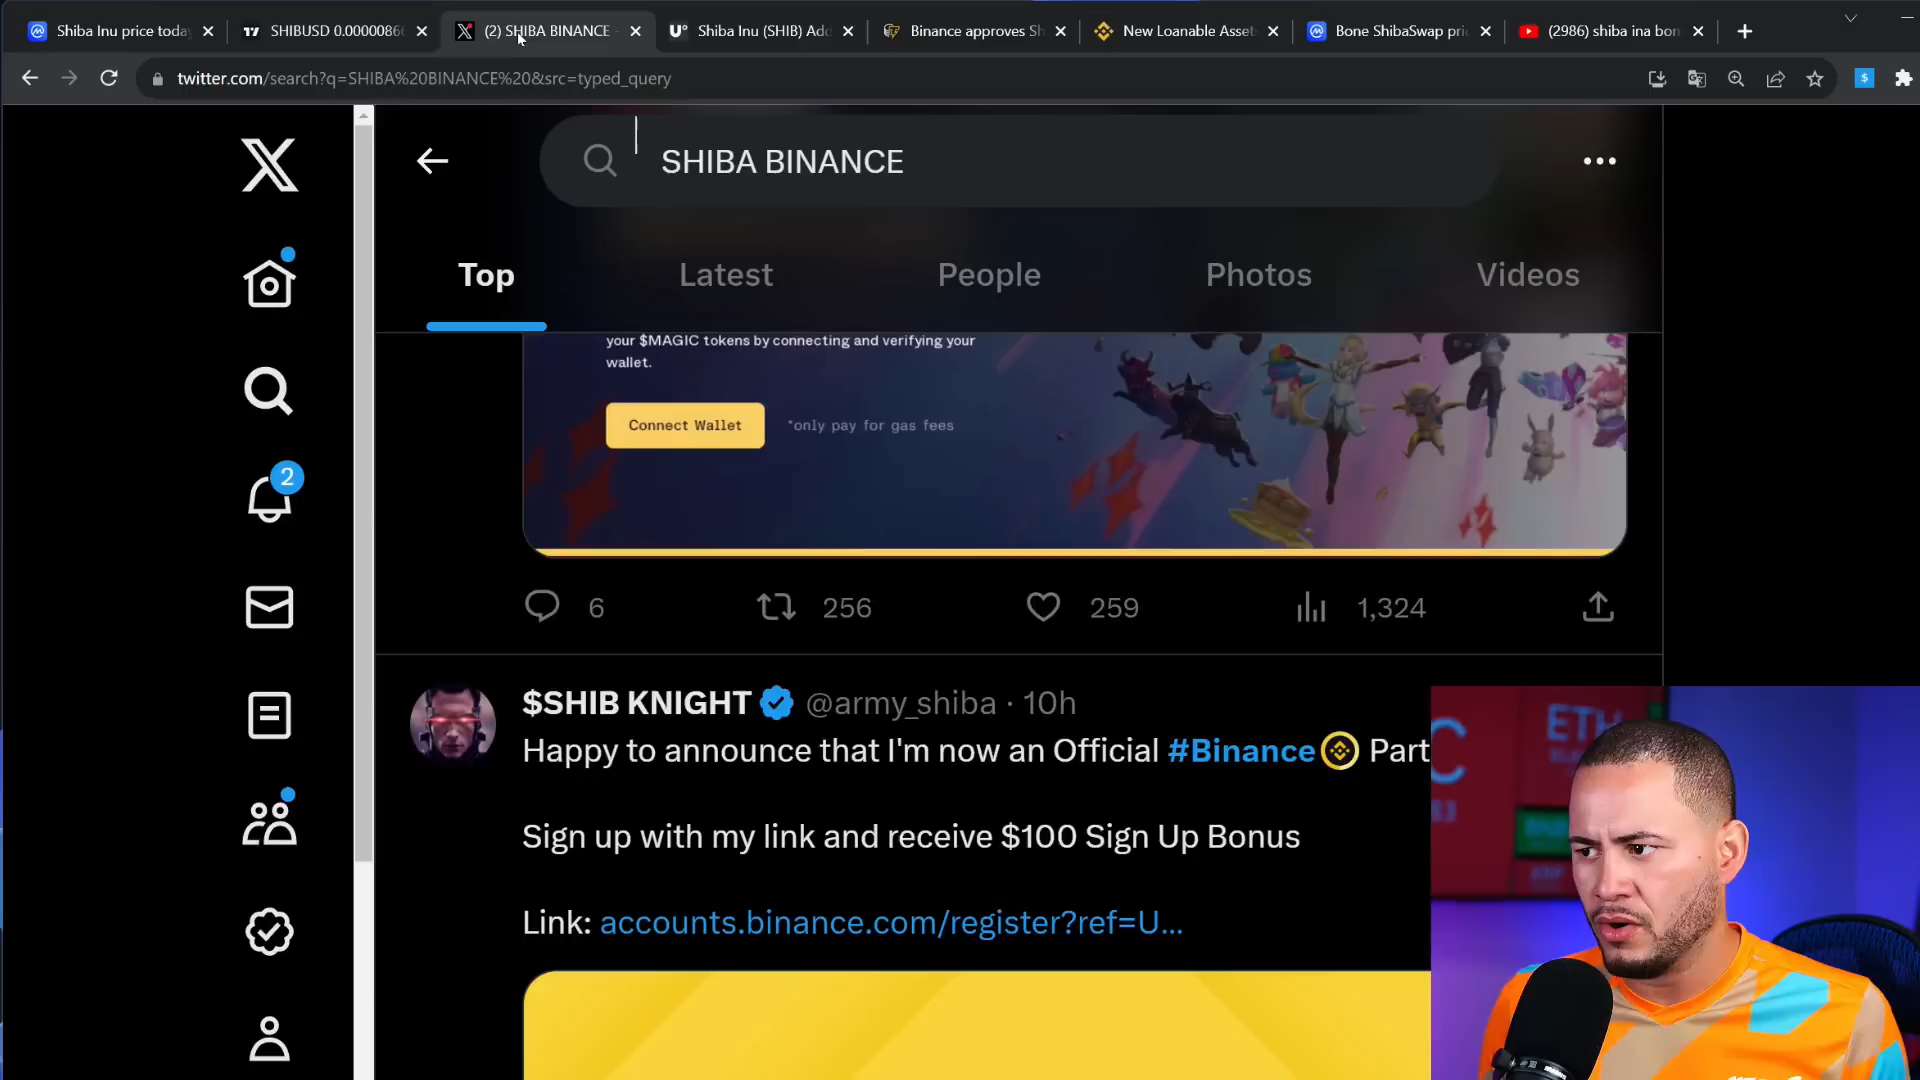 Shiba Inu price today
SHIBUSD 0.0000086
(2) SHIBA BINANCE -
Shiba Inu (SHIB) Add
Binance approves Sh
New Loanable Asset
Bone ShibaSwap pri
(2986) shiba ina bon
twitter.com/search?q=SHIBA%20BINANCE%20&src=typed_query
SHIBA BINANCE
Top
Latest
People
Photos
Videos
your $MAGIC tokens by connecting and verifying your
wallet.
Connect Wallet
*only pay for gas fees
2
6
256
259
1,324
$SHIB KNIGHT @army_shiba · 10h
Happy to announce that I'm now an Official #Binance Part
Sign up with my link and receive $100 Sign Up Bonus
Link: accounts.binance.com/register?ref=U...
ETH